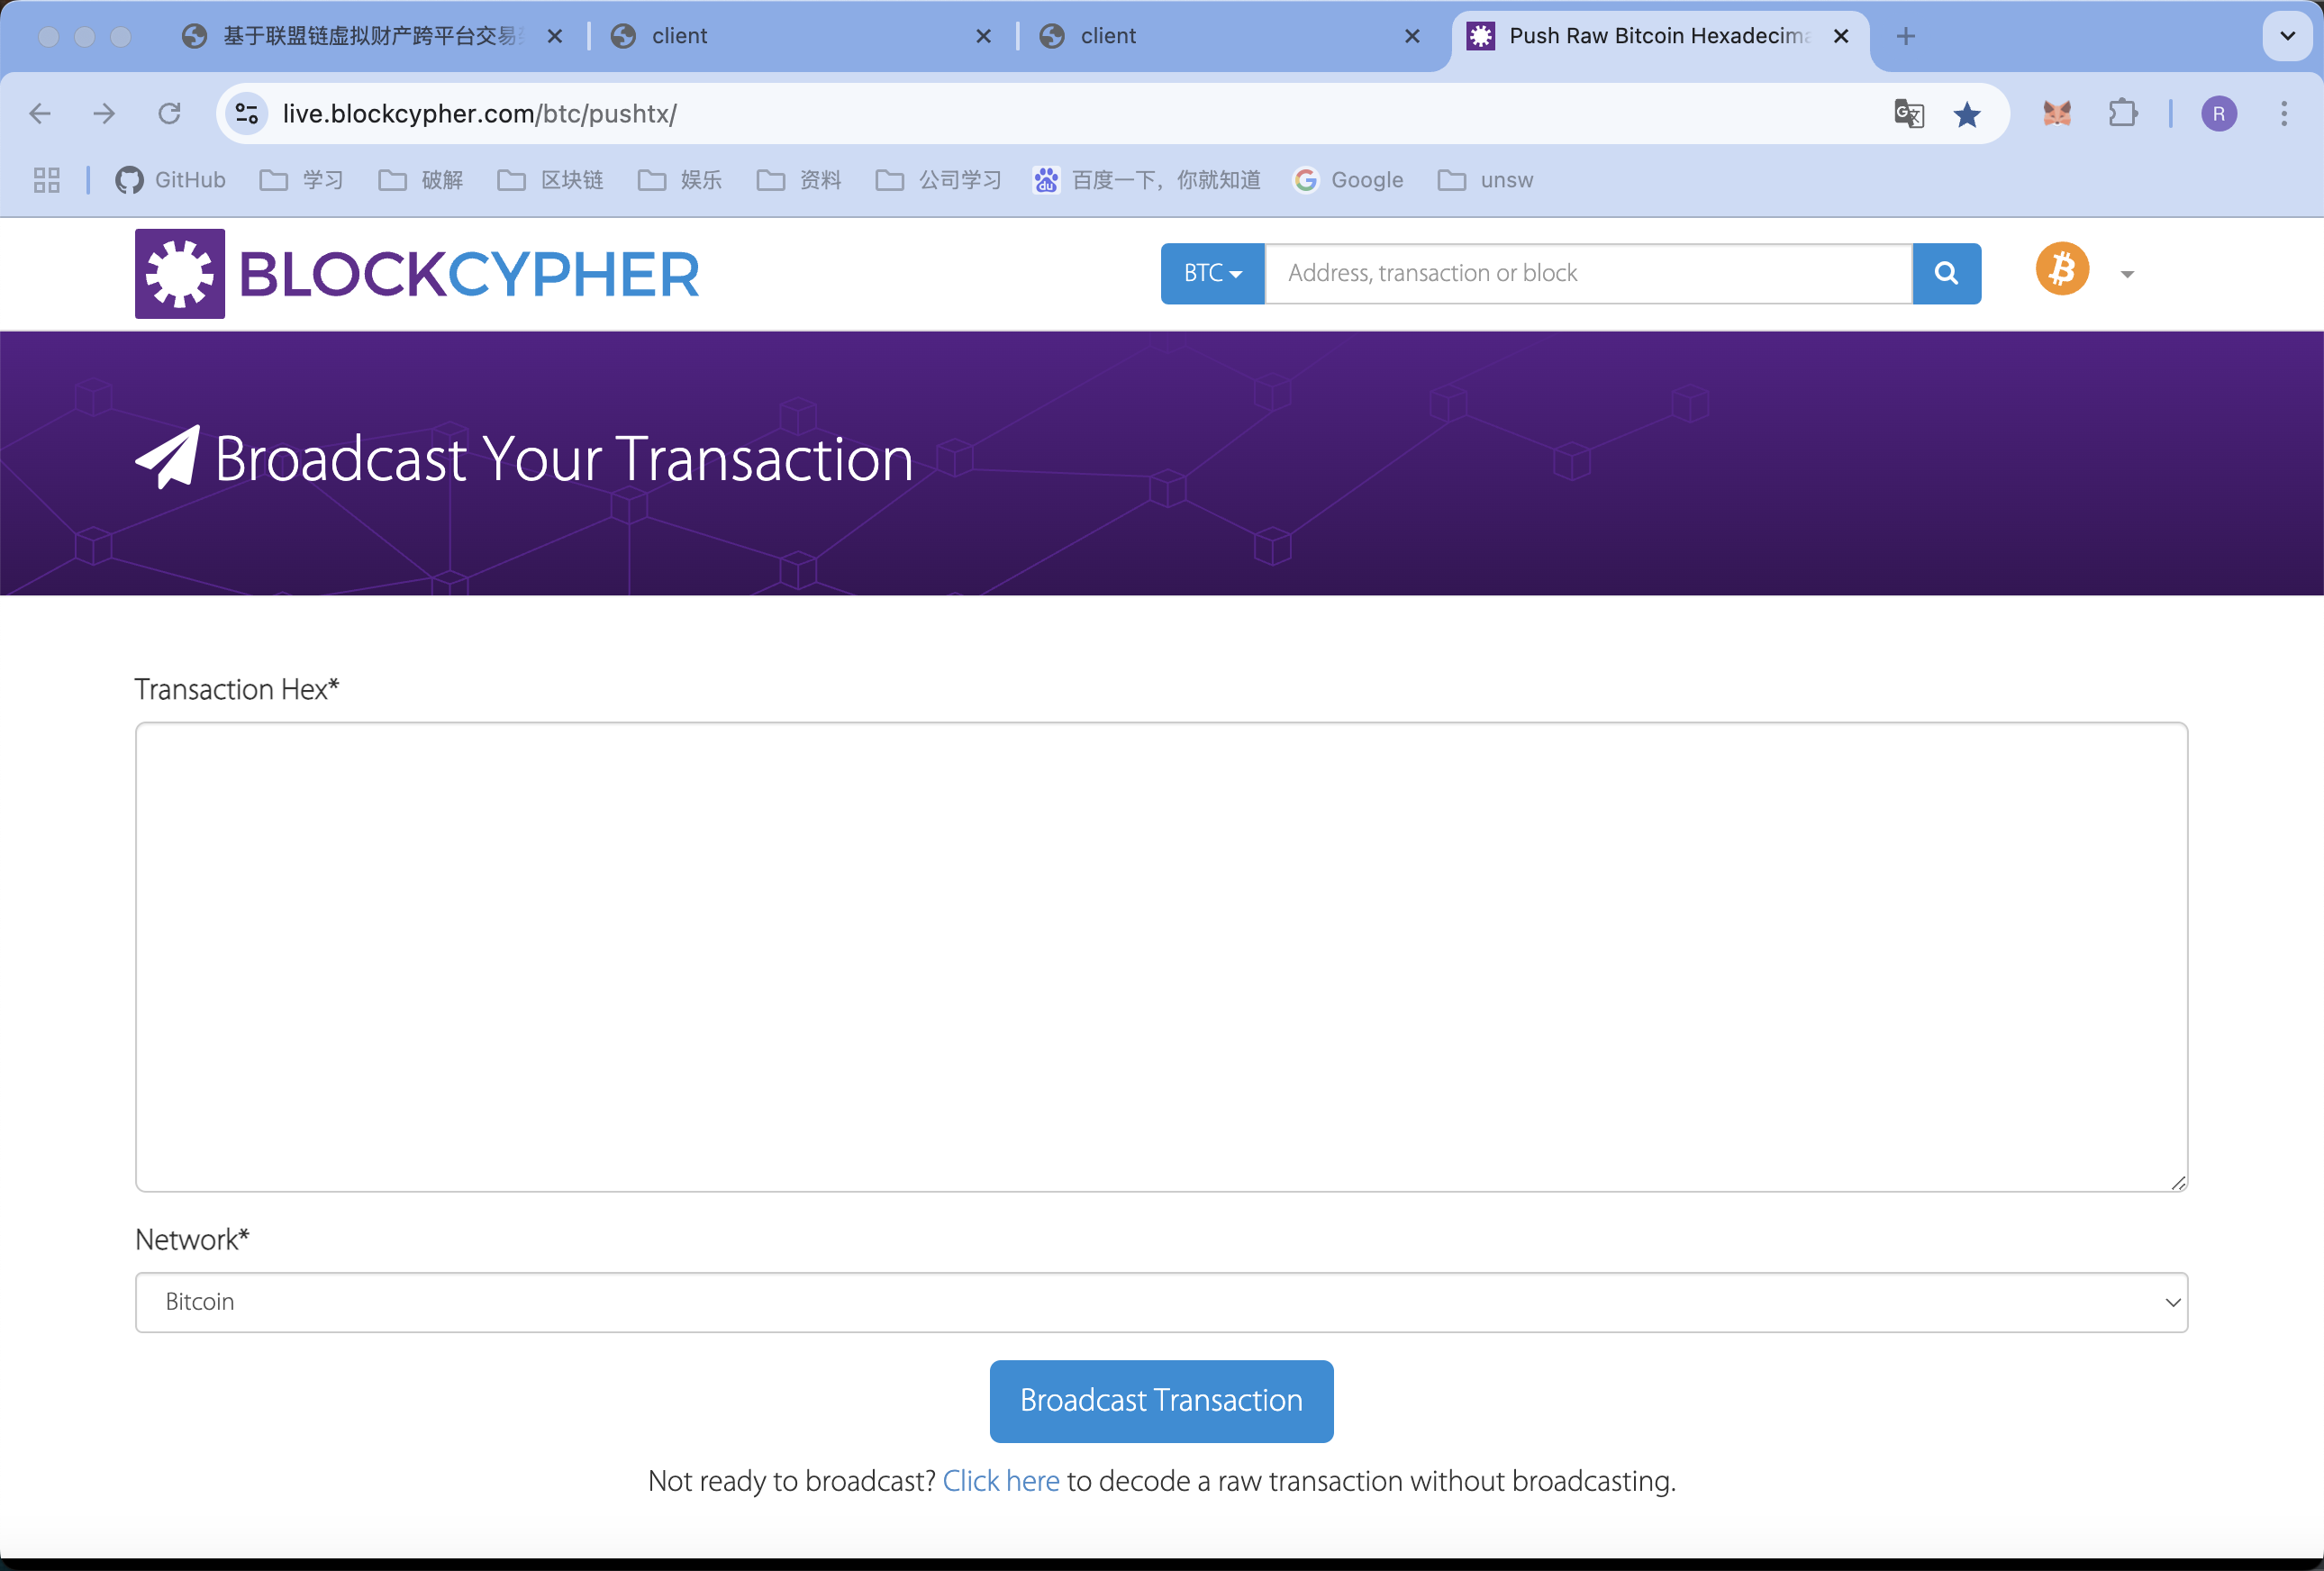 基于联盟链虚拟财产跨平台交易
client
client
Push Raw Bitcoin Hexadecima
live.blockcypher.com/btc/pushtx/
R
GitHub
学习
破解
区块链
娱乐
资料
公司学习
百度一下，你就知道
Google
unsw
BLOCKCYPHER
BTC
Address, transaction or block
Broadcast Your Transaction
Transaction Hex*
Network*
Bitcoin
Broadcast Transaction
Not ready to broadcast? Click here to decode a raw transaction without broadcasting.